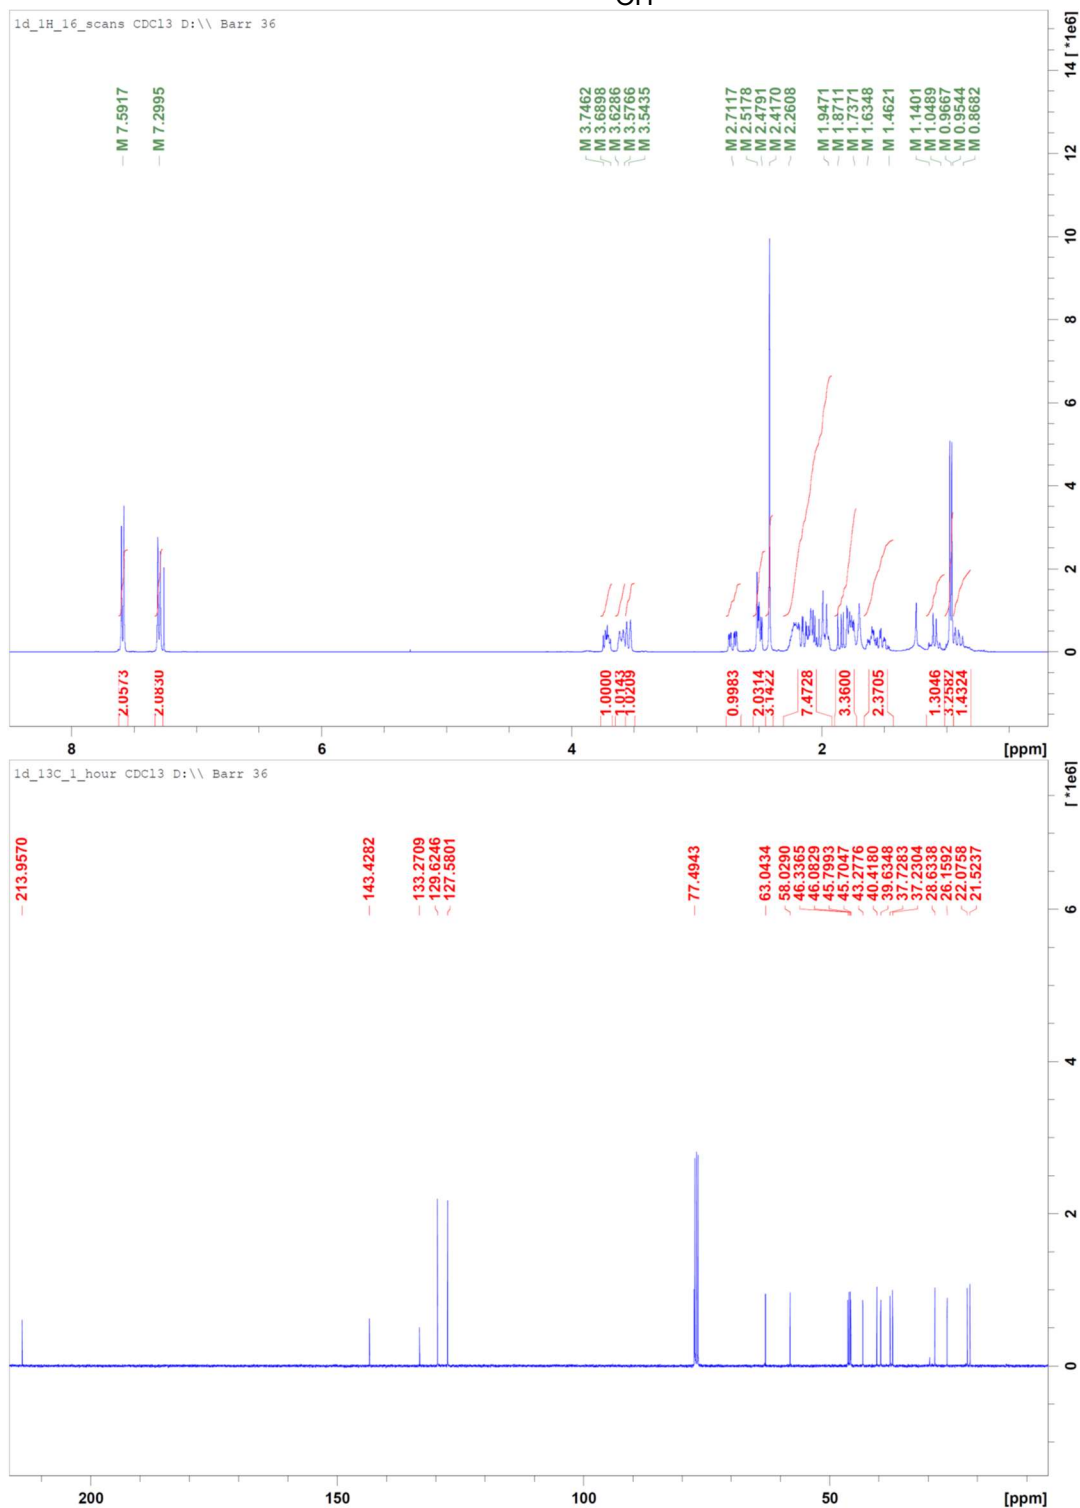 OH
1d_1H_16_scans CDCl3 D:\\ Barr 36
M 7.5917
M 7.2995
M 3.7462
M 3.6898
M 3.6286
M 3.5766
M 3.5435
M 2.7117
M 2.5178
M 2.4791
M 2.4170
M 2.2608
M 1.9471
M 1.8711
M 1.7371
M 1.6348
M 1.4621
M 1.1401
M 1.0489
M 0.9667
M 0.9544
M 0.8682
[ *1e6]
14
12
10
8
6
4
2
0
2.0573
2.0830
1.0000
1.0143
1.0209
0.9983
2.0314
3.1422
7.4728
3.3600
2.3705
1.3046
3.2582
1.4324
8
6
4
2
[ppm]
1d_13C_1_hour CDCl3 D:\\ Barr 36
213.9570
143.4282
133.2709
129.6246
127.5801
77.4943
63.0434
58.0290
46.3365
46.0829
45.7993
45.7047
43.2776
40.4180
39.6348
37.7283
37.2304
28.6338
26.1592
22.0758
21.5237
[ *1e6]
6
4
2
0
200
150
100
50
[ppm]